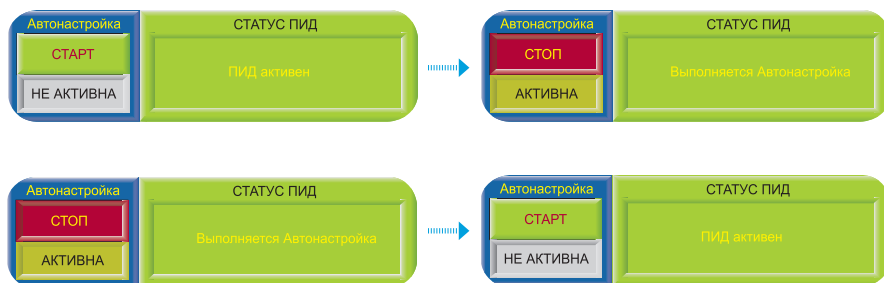 Автонастройка
СТАРТ
НЕ АКТИВНА
СТАТУС ПИД
ПИД активен
Автонастройка
СТОП
АКТИВНА
СТАТУС ПИД
Выполняется Автонастройка
Автонастройка
СТОП
АКТИВНА
СТАТУС ПИД
Выполняется Автонастройка
Автонастройка
СТАРТ
НЕ АКТИВНА
СТАТУС ПИД
ПИД активен